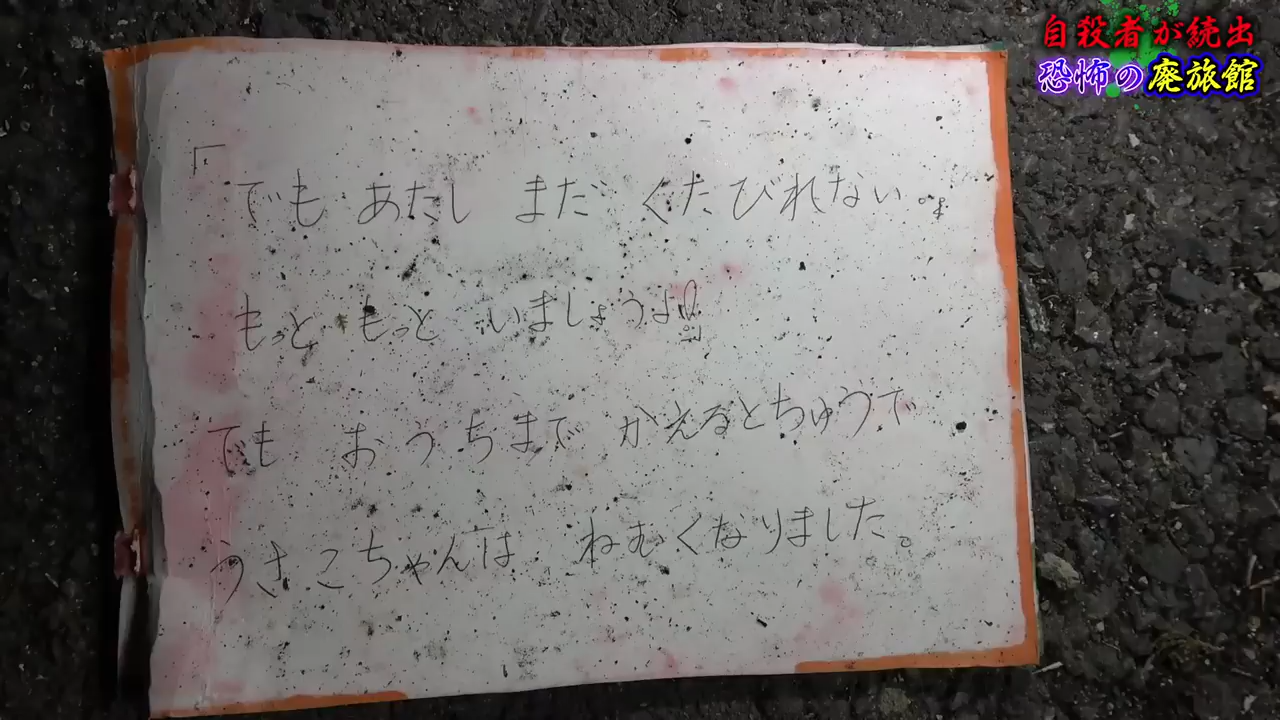 自殺者が続出
恐怖の廃旅館
「でも あたし まだ くたびれない。
もっと もっと いましょうよ!!」
でも おうちまで かえるとちゅうで
うさこちゃんは ねむくなりました。